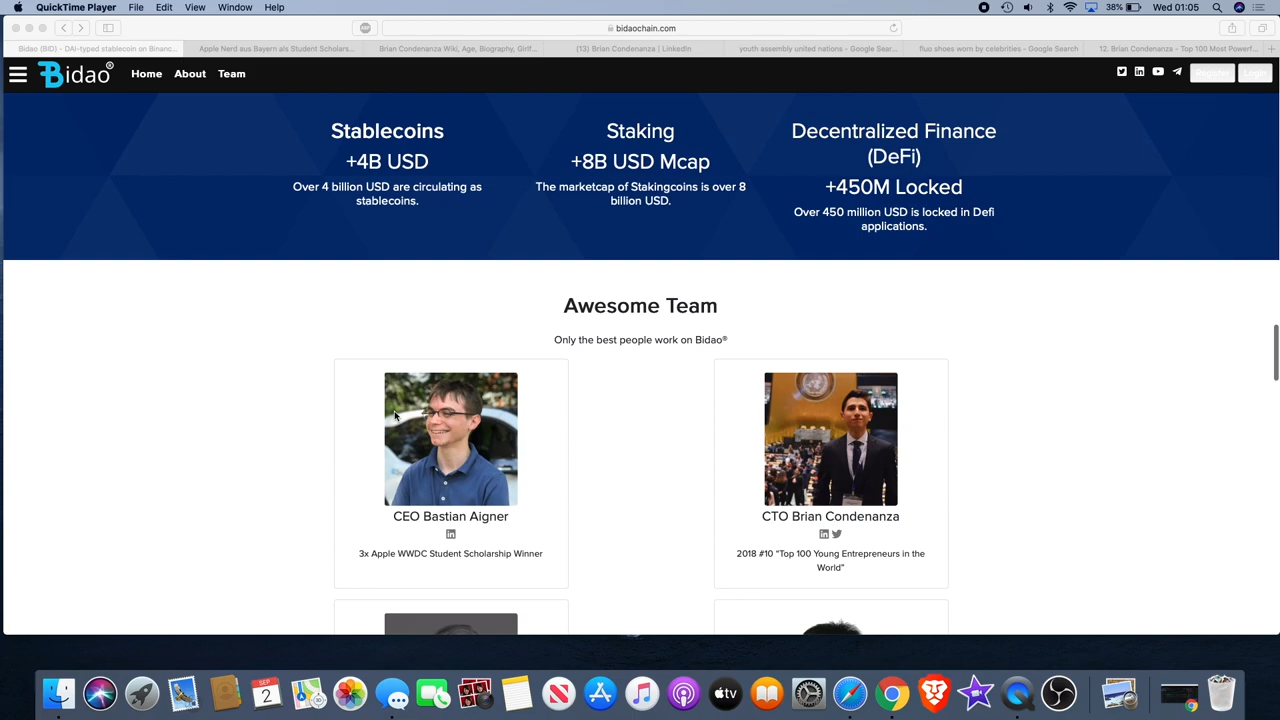 QuickTime Player File Edit View Window Help 38% Wed 01:05
bidaochain.com
Bidao (BID) - DAI-typed stablecoin on Binanc... Apple Nerd aus Bayern als Student Scholars... Brian Condenanza Wiki, Age, Biography, Girlf... (13) Brian Condenanza | LinkedIn youth assembly united nations - Google Sear... fluo shoes worn by celebrities - Google Search 12. Brian Condenanza - Top 100 Most Powerf...
Bidao® Home About Team Register Login
Stablecoins
+4B USD
Over 4 billion USD are circulating as
stablecoins.
Staking
+8B USD Mcap
The marketcap of Stakingcoins is over 8
billion USD.
Decentralized Finance
(DeFi)
+450M Locked
Over 450 million USD is locked in Defi
applications.
Awesome Team
Only the best people work on Bidao®
CEO Bastian Aigner
3x Apple WWDC Student Scholarship Winner
CTO Brian Condenanza
2018 #10 "Top 100 Young Entrepreneurs in the
World"
SEP
2
tv